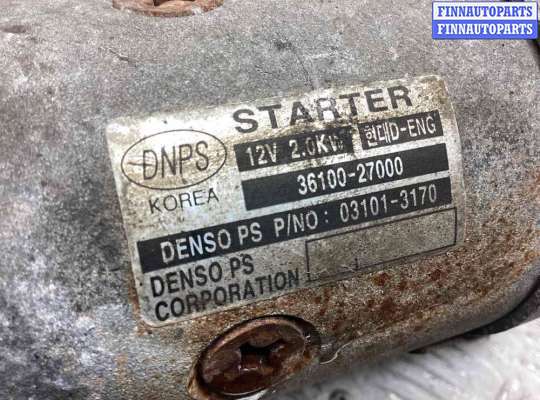 FINNAUTOPARTS
FINNAUTOPARTS
STARTER
DNPS
KOREA
12V 2.0KW 현대D-ENG
36100-27000
DENSO PS P/NO: 03101-3170
DENSO PS
CORPORATION